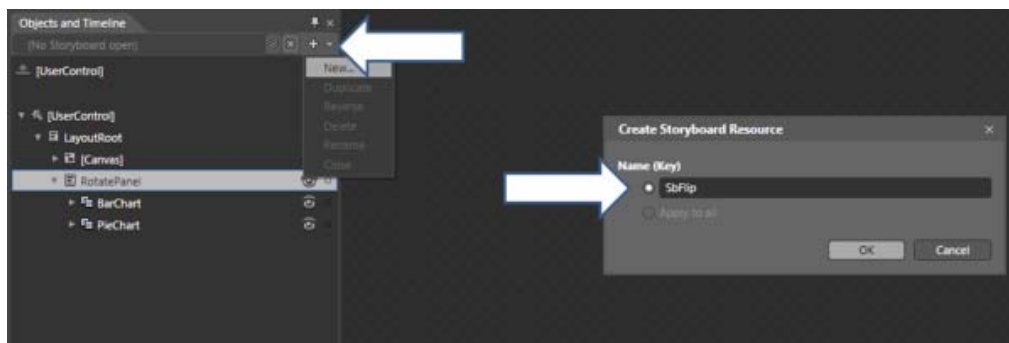 Objects and Timeline
(No Storyboard open)
[UserControl]
New...
Duplicate
Reverse
Delete
Rename
Close
[UserControl]
LayoutRoot
[Canvas]
RotatePanel
BarChart
PieChart
Create Storyboard Resource
Name (Key)
SbFlip
Apply to all
OK Cancel